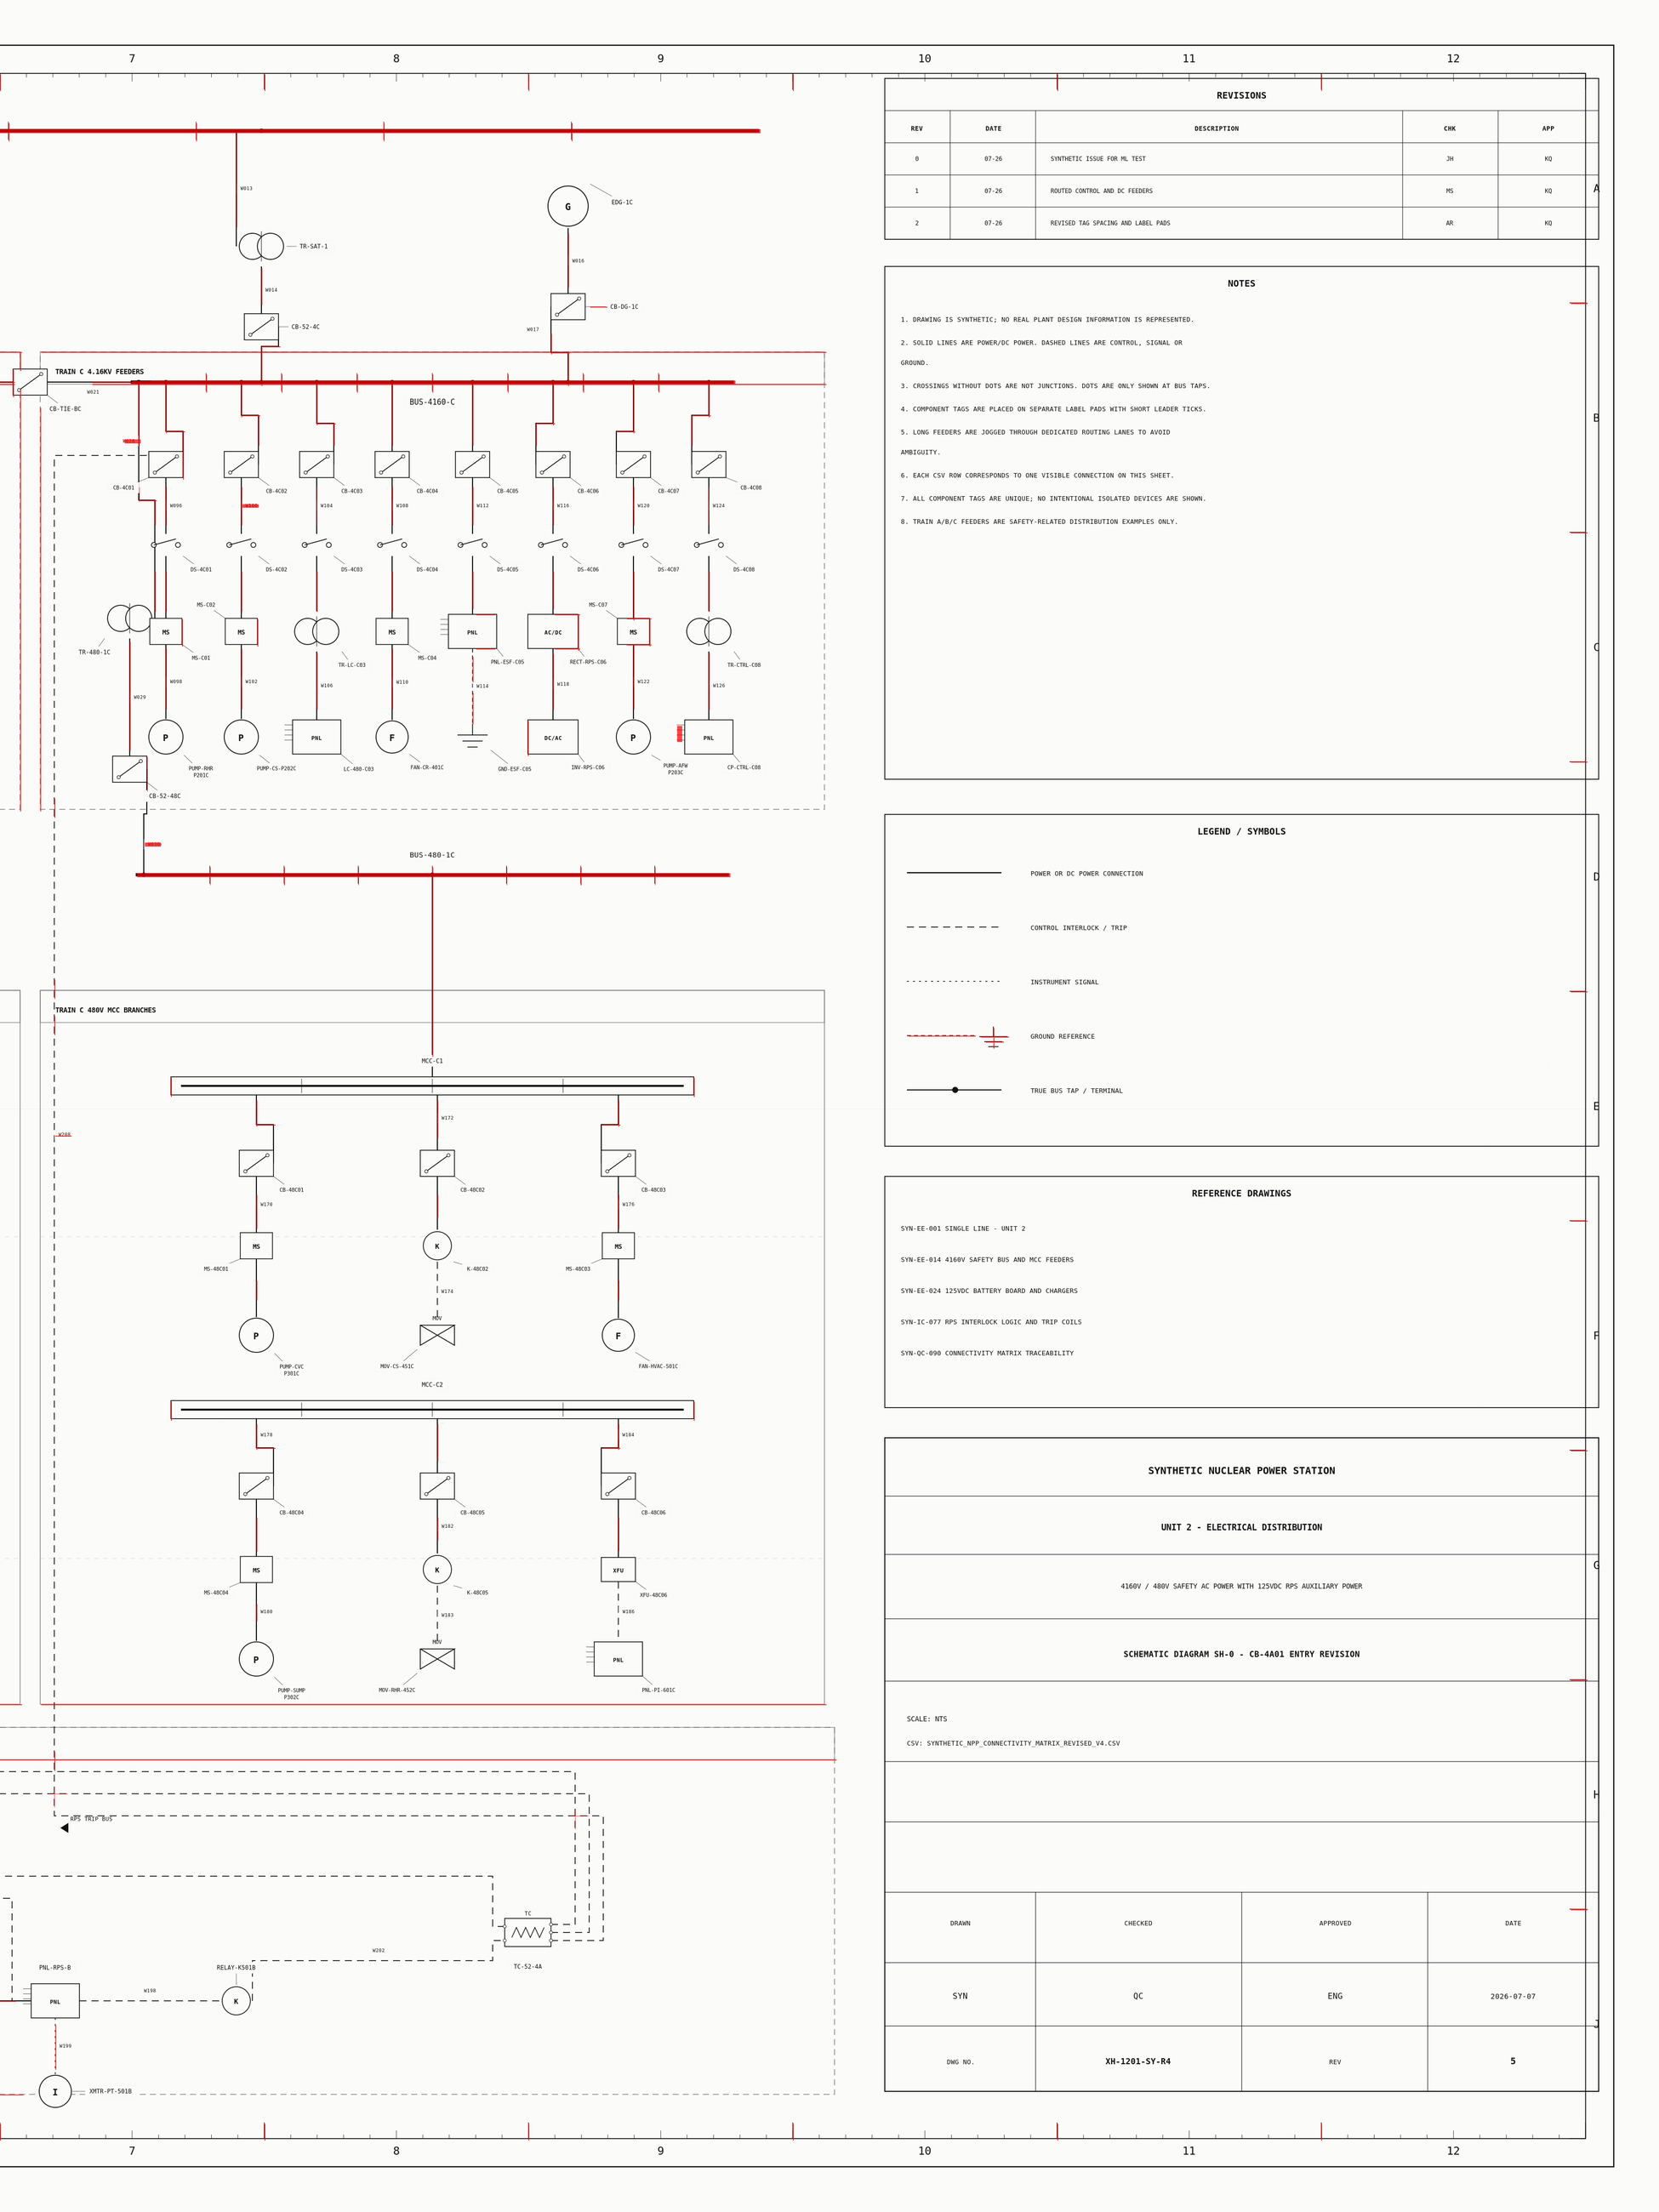 7 8 9 10 11 12
REVISIONS
REV DATE DESCRIPTION CHK APP
0 07-26 SYNTHETIC ISSUE FOR ML TEST JH KQ
1 07-26 ROUTED CONTROL AND DC FEEDERS MS KQ
2 07-26 REVISED TAG SPACING AND LABEL PADS AR KQ
A
W013
TR-SAT-1
W014
CB-52-4C
G
EDG-1C
W016
CB-DG-1C
W017
TRAIN C 4.16KV FEEDERS
W021
CB-TIE-BC
BUS-4160-C
CB-4C01 CB-4C02 CB-4C03 CB-4C04 CB-4C05 CB-4C06 CB-4C07 CB-4C08
W096 W104 W108 W112 W116 W120 W124
DS-4C01 DS-4C02 DS-4C03 DS-4C04 DS-4C05 DS-4C06 DS-4C07 DS-4C08
MS-C02 MS-C07
MS MS MS PNL AC/DC MS
TR-480-1C MS-C01 TR-LC-C03 MS-C04 PNL-ESF-C05 RECT-RPS-C06 TR-CTRL-C08
W029 W098 W102 W106 W110 W114 W118 W122 W126
P P PNL F DC/AC P PNL
PUMP-RHR
P201C
PUMP-CS-P202C LC-480-C03 FAN-CR-401C GND-ESF-C05 INV-RPS-C06
PUMP-AFW
P203C
CP-CTRL-C08
CB-52-48C
BUS-480-1C
NOTES
1. DRAWING IS SYNTHETIC; NO REAL PLANT DESIGN INFORMATION IS REPRESENTED.
2. SOLID LINES ARE POWER/DC POWER. DASHED LINES ARE CONTROL, SIGNAL OR
GROUND.
3. CROSSINGS WITHOUT DOTS ARE NOT JUNCTIONS. DOTS ARE ONLY SHOWN AT BUS TAPS.
4. COMPONENT TAGS ARE PLACED ON SEPARATE LABEL PADS WITH SHORT LEADER TICKS.
5. LONG FEEDERS ARE JOGGED THROUGH DEDICATED ROUTING LANES TO AVOID
AMBIGUITY.
6. EACH CSV ROW CORRESPONDS TO ONE VISIBLE CONNECTION ON THIS SHEET.
7. ALL COMPONENT TAGS ARE UNIQUE; NO INTENTIONAL ISOLATED DEVICES ARE SHOWN.
8. TRAIN A/B/C FEEDERS ARE SAFETY-RELATED DISTRIBUTION EXAMPLES ONLY.
B
C
LEGEND / SYMBOLS
POWER OR DC POWER CONNECTION
CONTROL INTERLOCK / TRIP
INSTRUMENT SIGNAL
GROUND REFERENCE
TRUE BUS TAP / TERMINAL
D
E
TRAIN C 480V MCC BRANCHES
MCC-C1
W208
W172
CB-48C01 CB-48C02 CB-48C03
W170 W176
MS K MS
MS-48C01 K-48C02 MS-48C03
W174
MOV
P F
PUMP-CVC
P301C
MOV-CS-451C FAN-HVAC-501C
MCC-C2
W178 W184
CB-48C04 CB-48C05 CB-48C06
W182
MS K XFU
MS-48C04 K-48C05 XFU-48C06
W180 W183 W186
MOV
P PNL
PUMP-SUMP
P302C
MOV-RHR-452C PNL-PI-601C
REFERENCE DRAWINGS
SYN-EE-001 SINGLE LINE - UNIT 2
SYN-EE-014 4160V SAFETY BUS AND MCC FEEDERS
SYN-EE-024 125VDC BATTERY BOARD AND CHARGERS
SYN-IC-077 RPS INTERLOCK LOGIC AND TRIP COILS
SYN-QC-090 CONNECTIVITY MATRIX TRACEABILITY
F
SYNTHETIC NUCLEAR POWER STATION
UNIT 2 - ELECTRICAL DISTRIBUTION
G
4160V / 480V SAFETY AC POWER WITH 125VDC RPS AUXILIARY POWER
SCHEMATIC DIAGRAM SH-0 - CB-4A01 ENTRY REVISION
SCALE: NTS
CSV: SYNTHETIC_NPP_CONNECTIVITY_MATRIX_REVISED_V4.CSV
H
RPS TRIP BUS
TC
TC-52-4A
W202
PNL-RPS-B
PNL
W198
RELAY-K501B
K
W199
I
XMTR-PT-501B
DRAWN CHECKED APPROVED DATE
SYN QC ENG 2026-07-07
J
DWG NO. XH-1201-SY-R4 REV 5
7 8 9 10 11 12